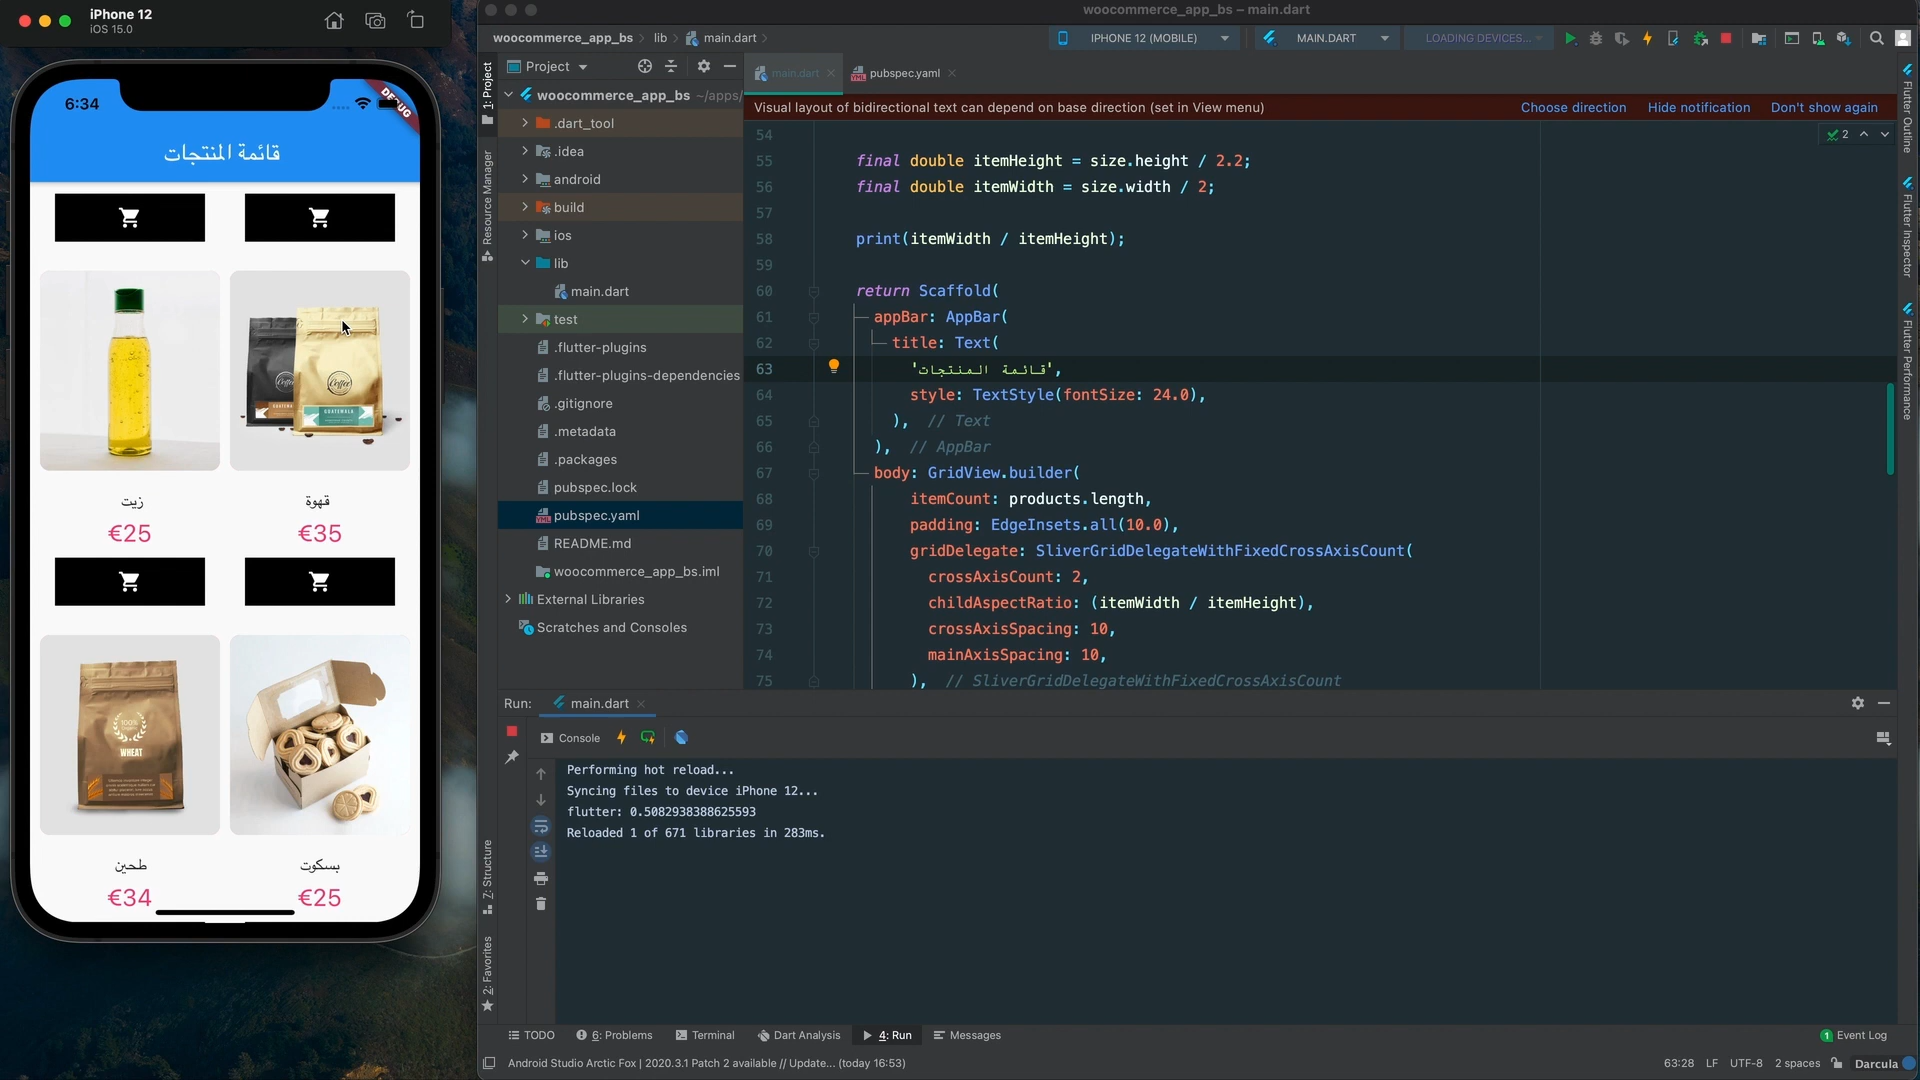 iPhone 12
iOS 15.0
6:34
DEBUG
قائمة المنتجات
زيت
قهوة
€25
€35
Coffee
GUATEMALA
100%
WHEAT
طحين
بسكوت
€34
€25
woocommerce_app_bs – main.dart
woocommerce_app_bs
lib
main.dart
IPHONE 12 (MOBILE)
MAIN.DART
LOADING DEVICES...
1: Project
Resource Manager
7: Structure
2: Favorites
Project
woocommerce_app_bs ~/apps/
.dart_tool
.idea
android
build
ios
lib
main.dart
test
.flutter-plugins
.flutter-plugins-dependencies
.gitignore
.metadata
.packages
pubspec.lock
pubspec.yaml
README.md
woocommerce_app_bs.iml
External Libraries
Scratches and Consoles
main.dart
pubspec.yaml
Visual layout of bidirectional text can depend on base direction (set in View menu)
Choose direction
Hide notification
Don't show again
2
54
55 final double itemHeight = size.height / 2.2;
56 final double itemWidth = size.width / 2;
57
58 print(itemWidth / itemHeight);
59
60 return Scaffold(
61 appBar: AppBar(
62 title: Text(
63 'قائمة المنتجات',
64 style: TextStyle(fontSize: 24.0),
65 ), // Text
66 ), // AppBar
67 body: GridView.builder(
68 itemCount: products.length,
69 padding: EdgeInsets.all(10.0),
70 gridDelegate: SliverGridDelegateWithFixedCrossAxisCount(
71 crossAxisCount: 2,
72 childAspectRatio: (itemWidth / itemHeight),
73 crossAxisSpacing: 10,
74 mainAxisSpacing: 10,
75 ), // SliverGridDelegateWithFixedCrossAxisCount
Flutter Outline
Flutter Inspector
Flutter Performance
Run:
main.dart
Console
Performing hot reload...
Syncing files to device iPhone 12...
flutter: 0.5082938388625593
Reloaded 1 of 671 libraries in 283ms.
TODO
6: Problems
Terminal
Dart Analysis
4: Run
Messages
1 Event Log
Android Studio Arctic Fox | 2020.3.1 Patch 2 available // Update... (today 16:53)
63:28
LF
UTF-8
2 spaces
Darcula